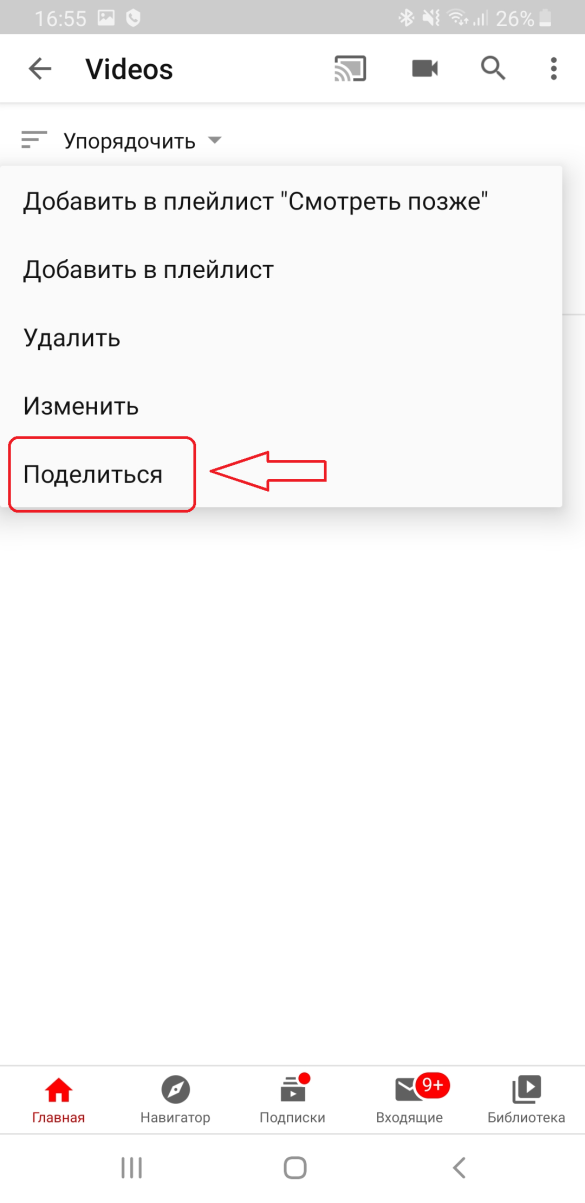 16:55 26%
Videos
Упорядочить
Добавить в плейлист "Смотреть позже"
Добавить в плейлист
Удалить
Изменить
Поделиться
9+
Главная Навигатор Подписки Входящие Библиотека